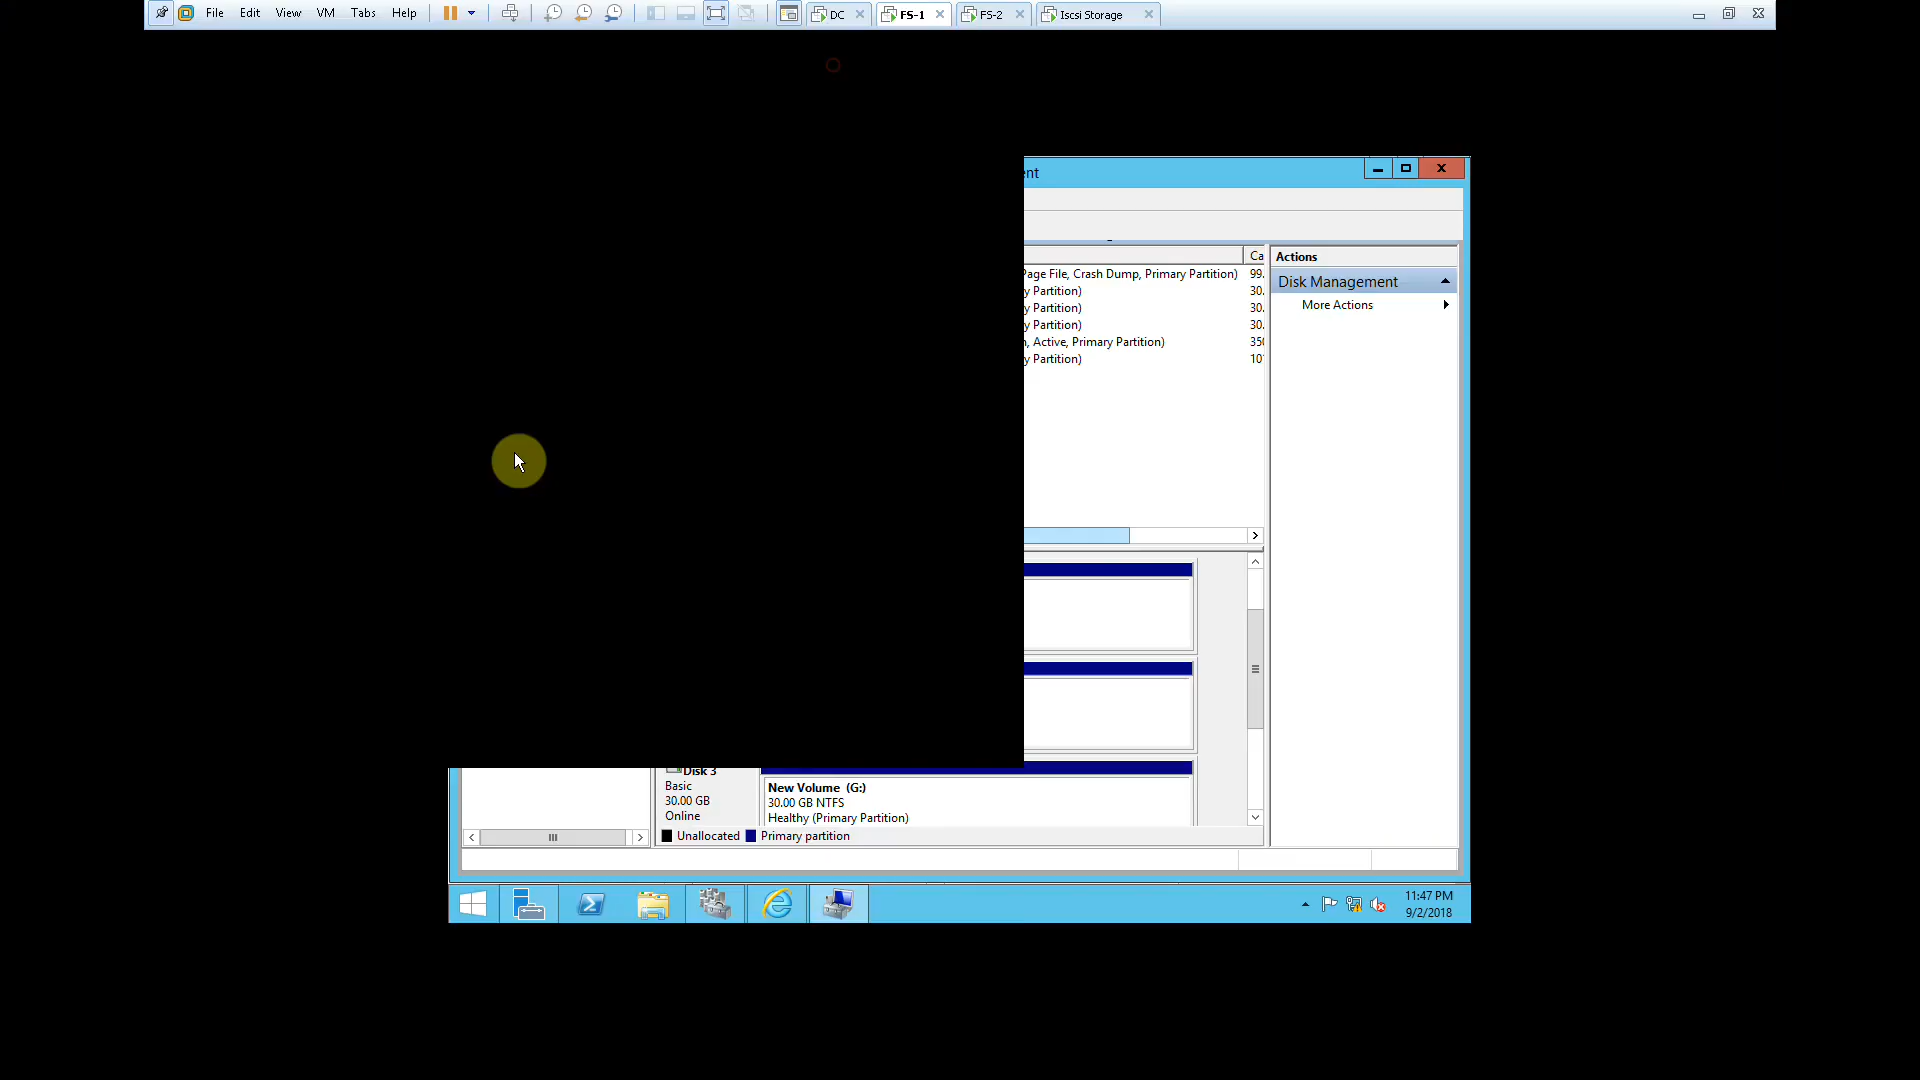 File Edit View VM Tabs Help DC FS-1 FS-2 Iscsi Storage
ent
Ca
Page File, Crash Dump, Primary Partition) 99.
y Partition) 30.
y Partition) 30.
y Partition) 30.
n, Active, Primary Partition) 350
y Partition) 10
Actions
Disk Management
More Actions
Disk 3
Basic
30.00 GB
Online
New Volume (G:)
30.00 GB NTFS
Healthy (Primary Partition)
Unallocated Primary partition
11:47 PM
9/2/2018